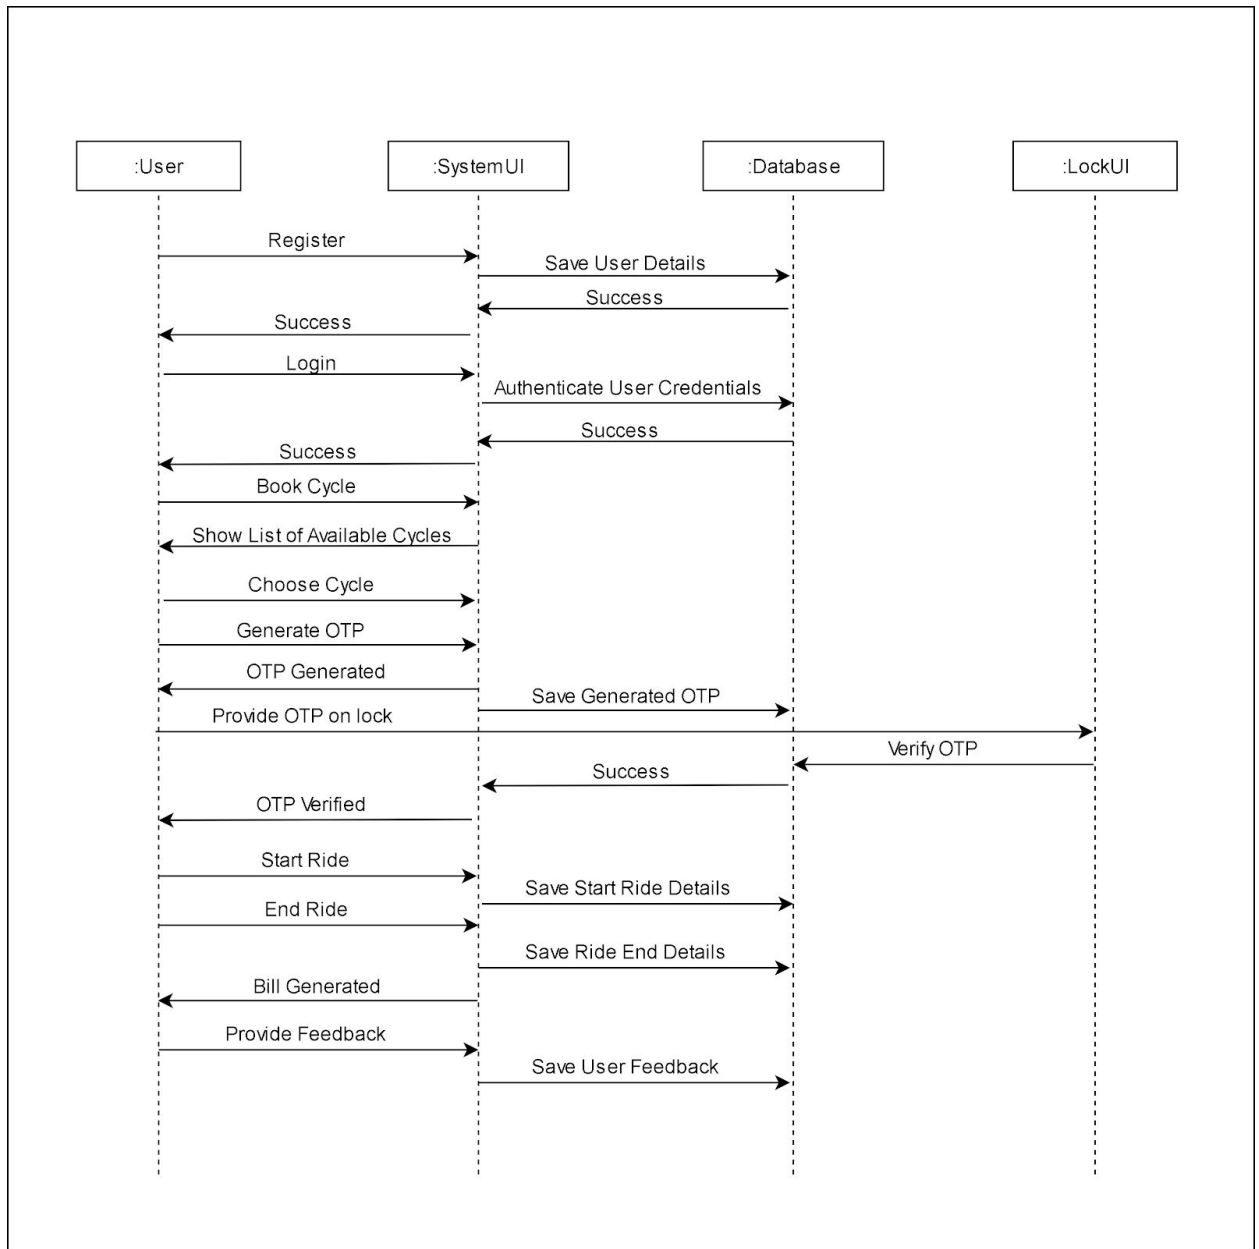 :User
:SystemUI
:Database
:LockUI
Register
Save User Details
Success
Success
Login
Authenticate User Credentials
Success
Success
Book Cycle
Show List of Available Cycles
Choose Cycle
Generate OTP
OTP Generated
Save Generated OTP
Provide OTP on lock
Verify OTP
Success
OTP Verified
Start Ride
Save Start Ride Details
End Ride
Save Ride End Details
Bill Generated
Provide Feedback
Save User Feedback